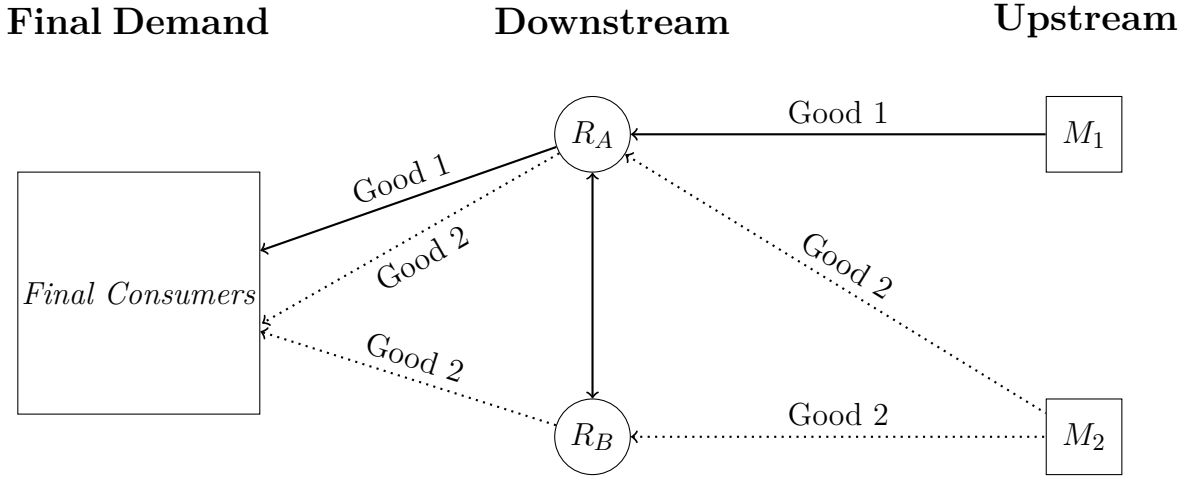 Final Demand
Downstream
Upstream
Good 1
R_A
M_1
Good 1
Good 2
Good 2
Final Consumers
Good 2
Good 2
R_B
M_2